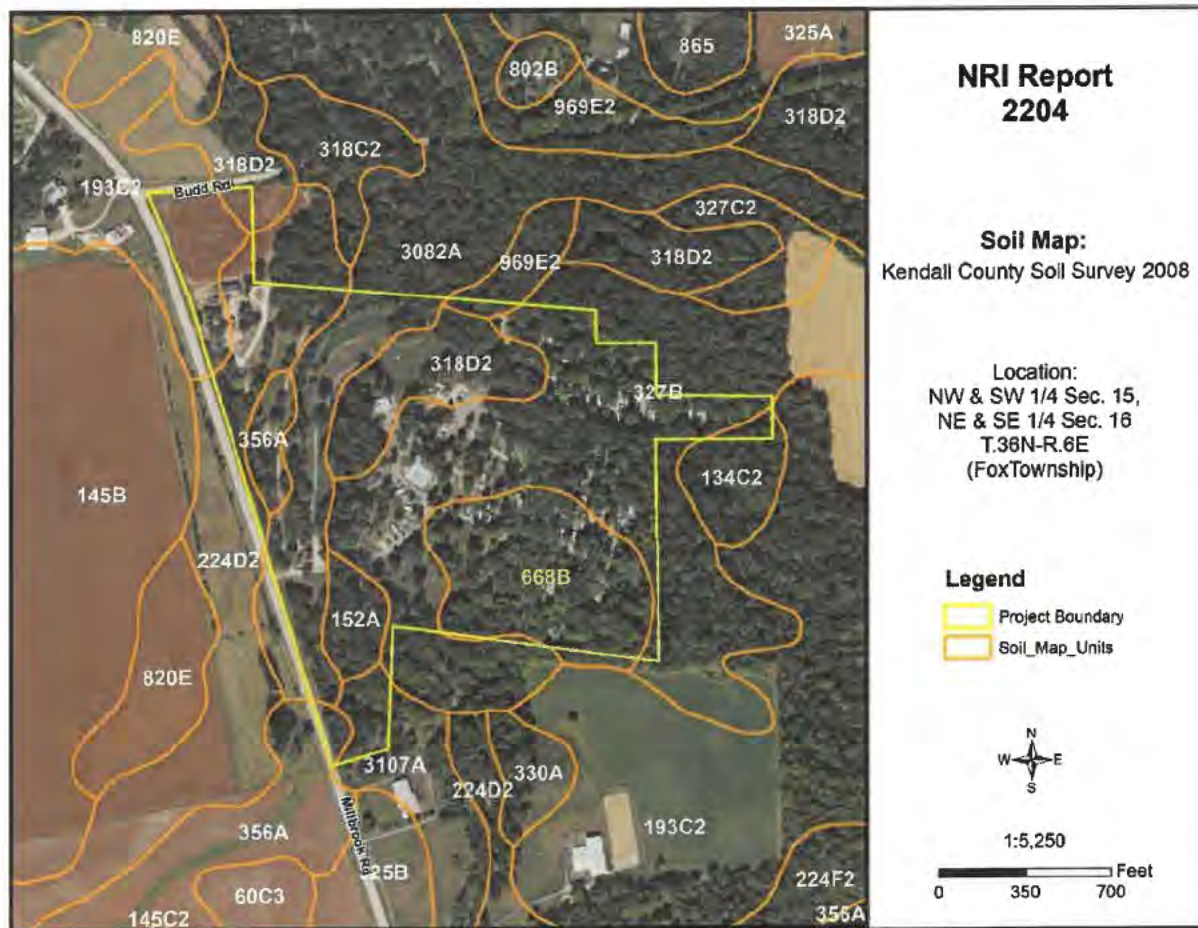 820E
802B
865
325A
969E2
318D2
318C2
318D2
193C2
Budd Rd
327C2
3082A
969E2
318D2
318D2
327B
356A
134C2
145B
224D2
668B
152A
820E
3107A
224D2
330A
356A
Millbrook Rd
193C2
25B
60C3
224F2
145C2
356A
NRI Report
2204
Soil Map:
Kendall County Soil Survey 2008
Location:
NW & SW 1/4 Sec. 15,
NE & SE 1/4 Sec. 16
T.36N-R.6E
(FoxTownship)
Legend
Project Boundary
Soil_Map_Units
N
W E
S
1:5,250
Feet
0 350 700